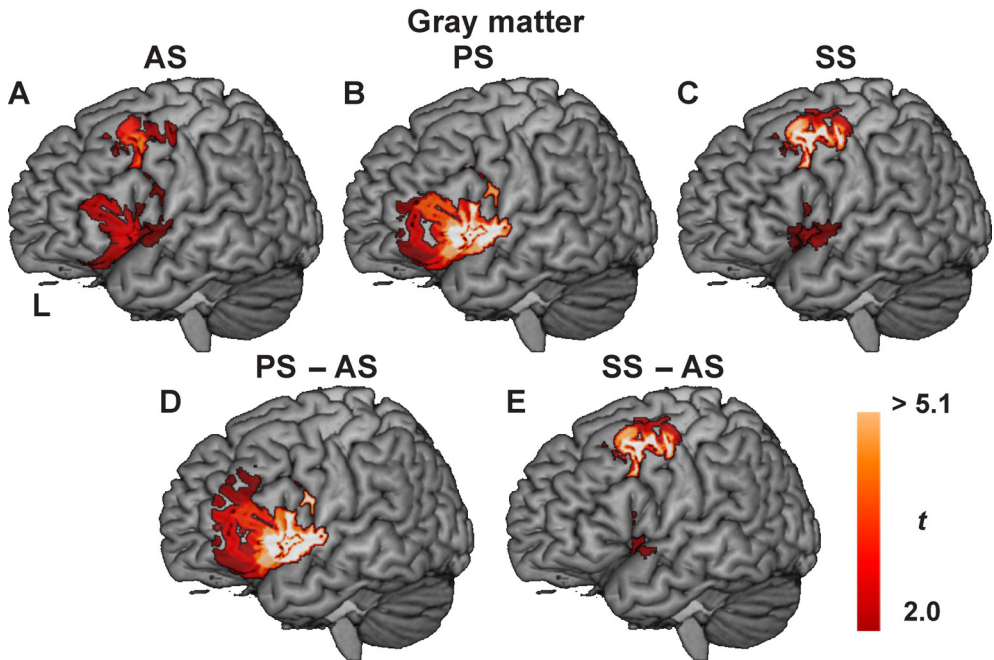 Gray matter
AS PS SS
A B C
L
PS – AS SS – AS
D E
> 5.1
t
2.0